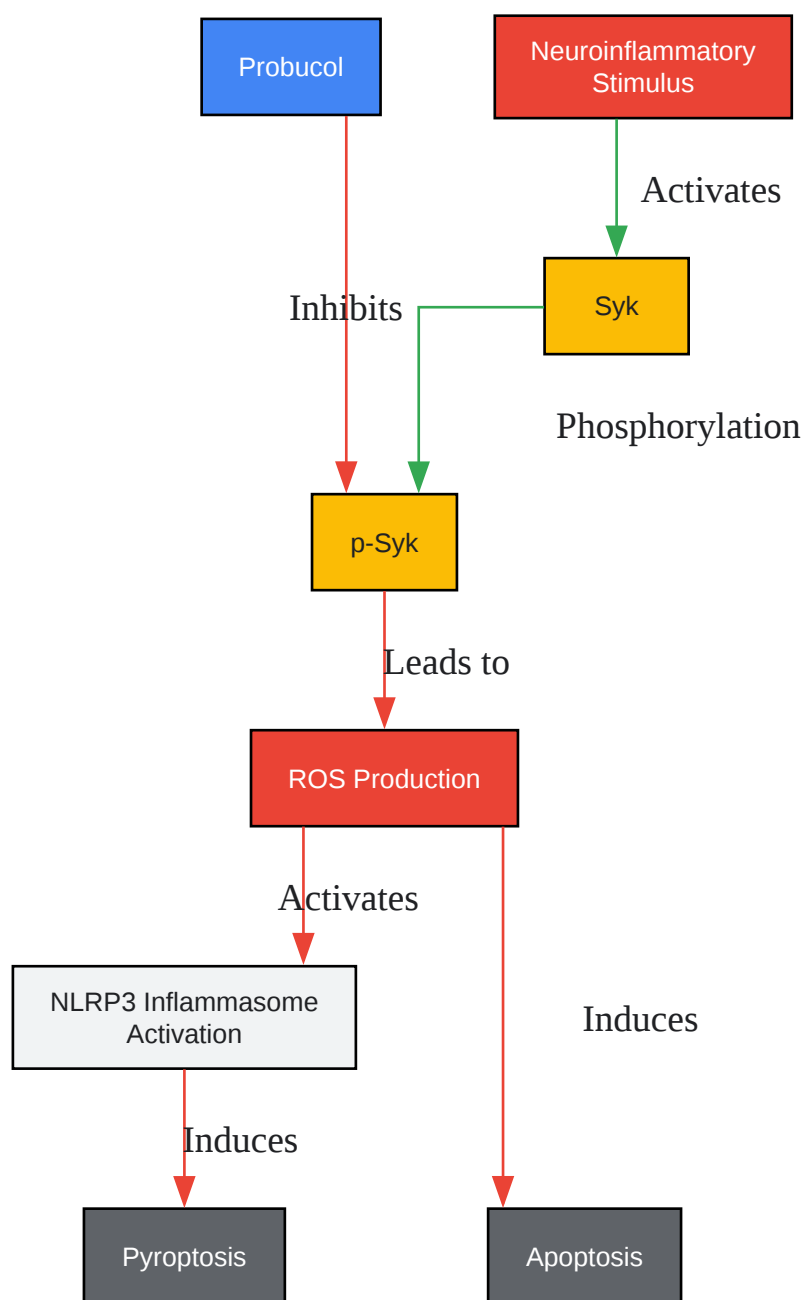 Probucol
Neuroinflammatory
Stimulus
Activates
Inhibits
Syk
Phosphorylation
p-Syk
Leads to
ROS Production
Activates
NLRP3 Inflammasome
Activation
Induces
Induces
Pyroptosis
Apoptosis